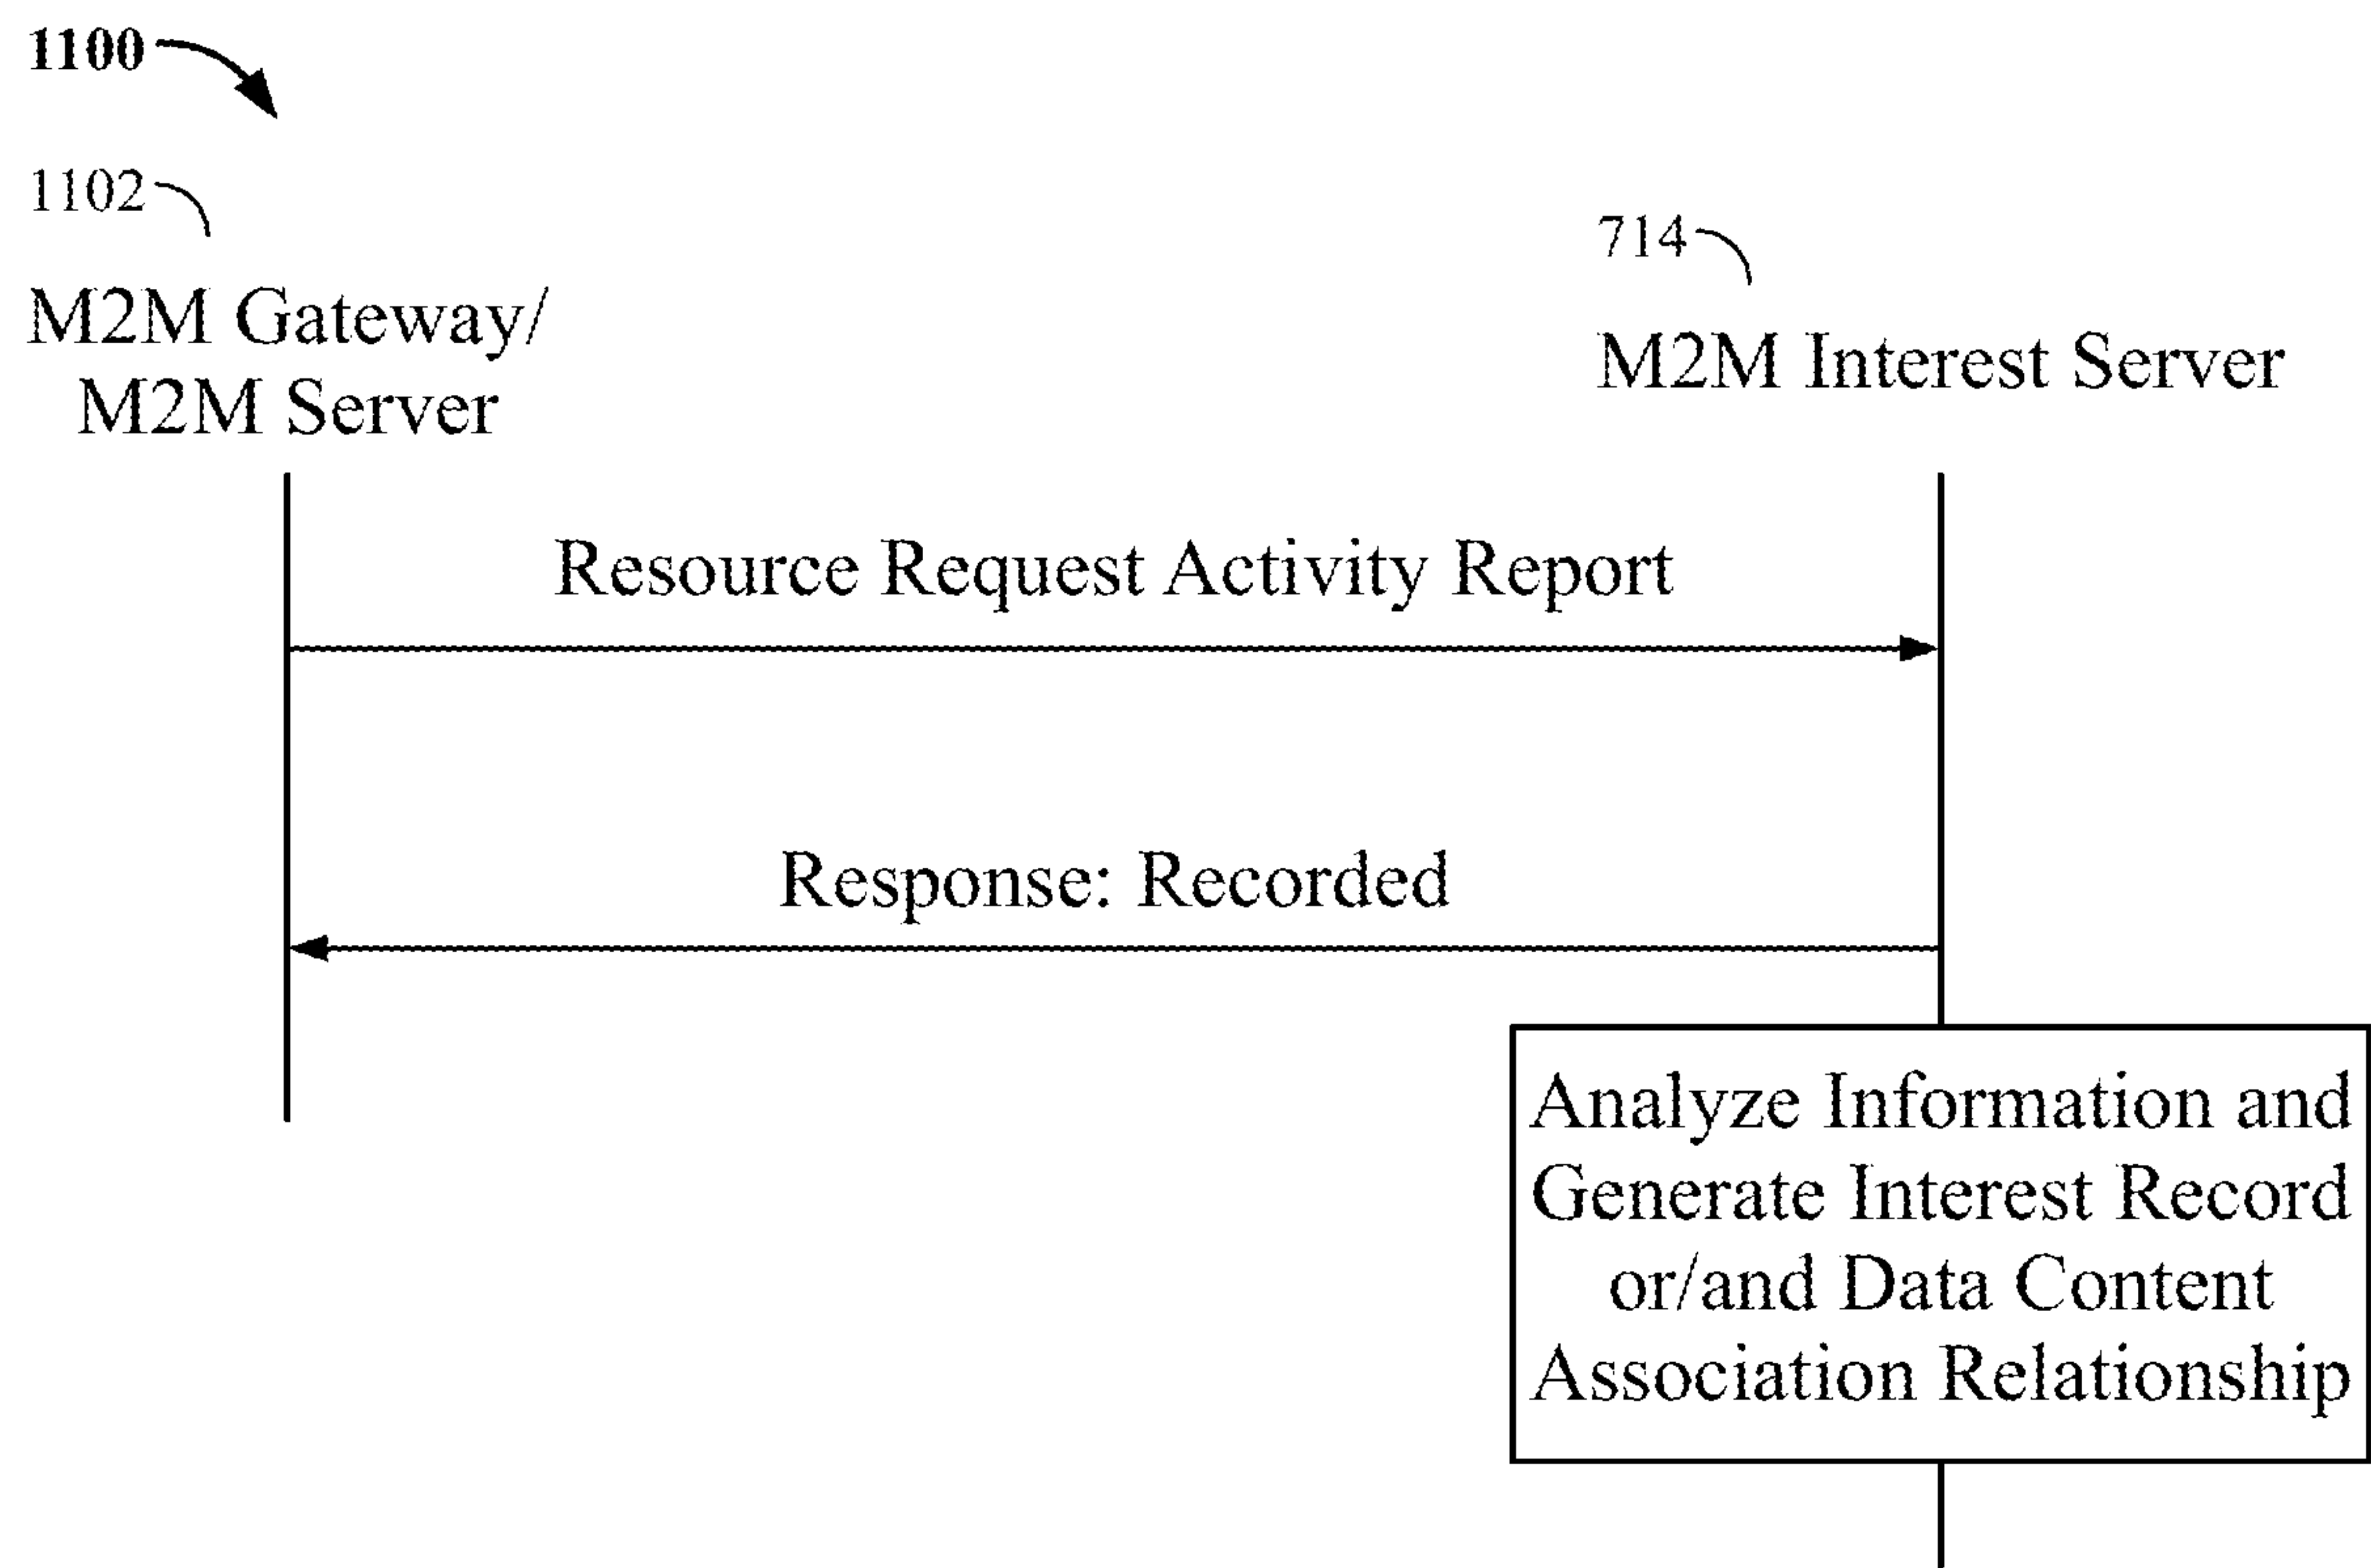 1100
1102
714
M2M Gateway/
M2M Server
M2M Interest Server
Resource Request Activity Report
Response: Recorded
Analyze Information and
Generate Interest Record
or/and Data Content
Association Relationship